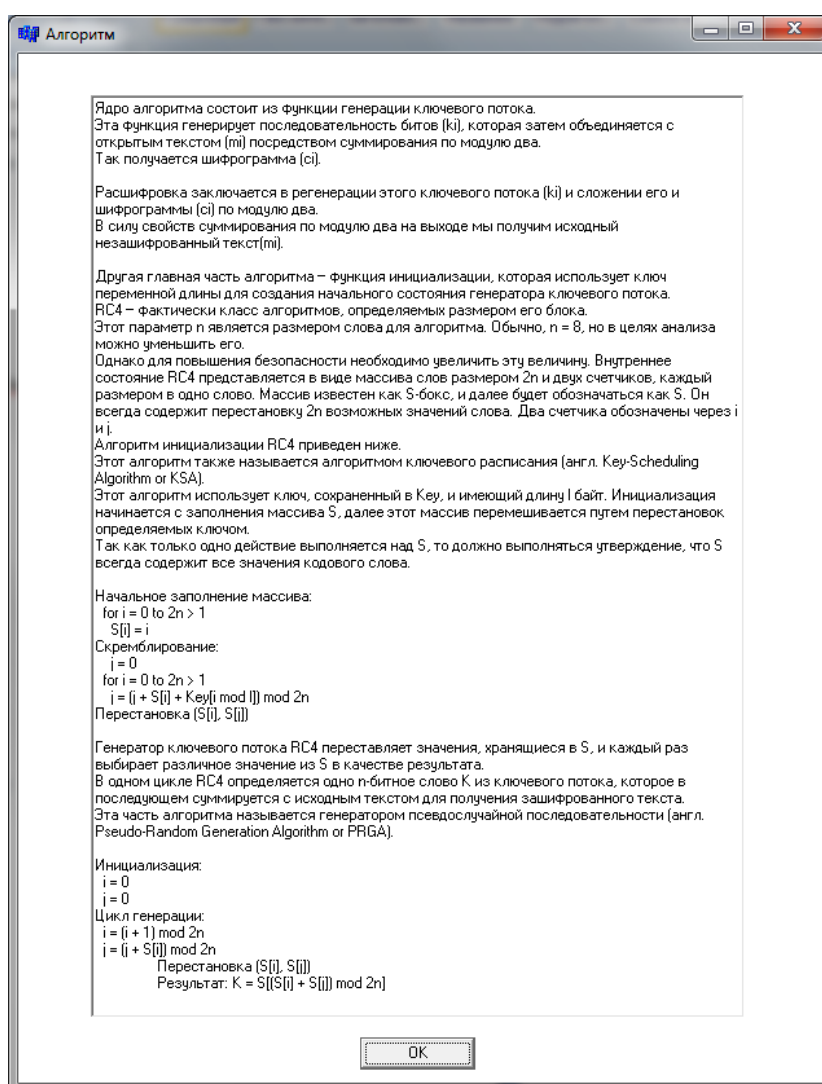 Алгоритм
Ядро алгоритма состоит из функции генерации ключевого потока.
Эта функция генерирует последовательность битов (ki), которая затем объединяется с
открытым текстом (mi) посредством суммирования по модулю два.
Так получается шифрограмма (ci).
Расшифровка заключается в регенерации этого ключевого потока (ki) и сложении его и
шифрограммы (ci) по модулю два.
В силу свойств суммирования по модулю два на выходе мы получим исходный
незашифрованный текст(mi).
Другая главная часть алгоритма – функция инициализации, которая использует ключ
переменной длины для создания начального состояния генератора ключевого потока.
RC4 – фактически класс алгоритмов, определяемых размером его блока.
Этот параметр n является размером слова для алгоритма. Обычно, n = 8, но в целях анализа
можно уменьшить его.
Однако для повышения безопасности необходимо увеличить эту величину. Внутреннее
состояние RC4 представляется в виде массива слов размером 2n и двух счетчиков, каждый
размером в одно слово. Массив известен как S-бокс, и далее будет обозначаться как S. Он
всегда содержит перестановку 2n возможных значений слова. Два счетчика обозначены через i
и j.
Алгоритм инициализации RC4 приведен ниже.
Этот алгоритм также называется алгоритмом ключевого расписания (англ. Key-Scheduling
Algorithm or KSA).
Этот алгоритм использует ключ, сохраненный в Key, и имеющий длину l байт. Инициализация
начинается с заполнения массива S, далее этот массив перемешивается путем перестановок
определяемых ключом.
Так как только одно действие выполняется над S, то должно выполняться утверждение, что S
всегда содержит все значения кодового слова.
Начальное заполнение массива:
for i = 0 to 2n > 1
S[i] = i
Скремблирование:
j = 0
for i = 0 to 2n > 1
j = (j + S[i] + Key[i mod l]) mod 2n
Перестановка (S[i], S[j])
Генератор ключевого потока RC4 переставляет значения, хранящиеся в S, и каждый раз
выбирает различное значение из S в качестве результата.
В одном цикле RC4 определяется одно n-битное слово K из ключевого потока, которое в
последующем суммируется с исходным текстом для получения зашифрованного текста.
Эта часть алгоритма называется генератором псевдослучайной последовательности (англ.
Pseudo-Random Generation Algorithm or PRGA).
Инициализация:
i = 0
j = 0
Цикл генерации:
i = (i + 1) mod 2n
j = (j + S[i]) mod 2n
Перестановка (S[i], S[j])
Результат: K = S[(S[i] + S[j]) mod 2n]
OK